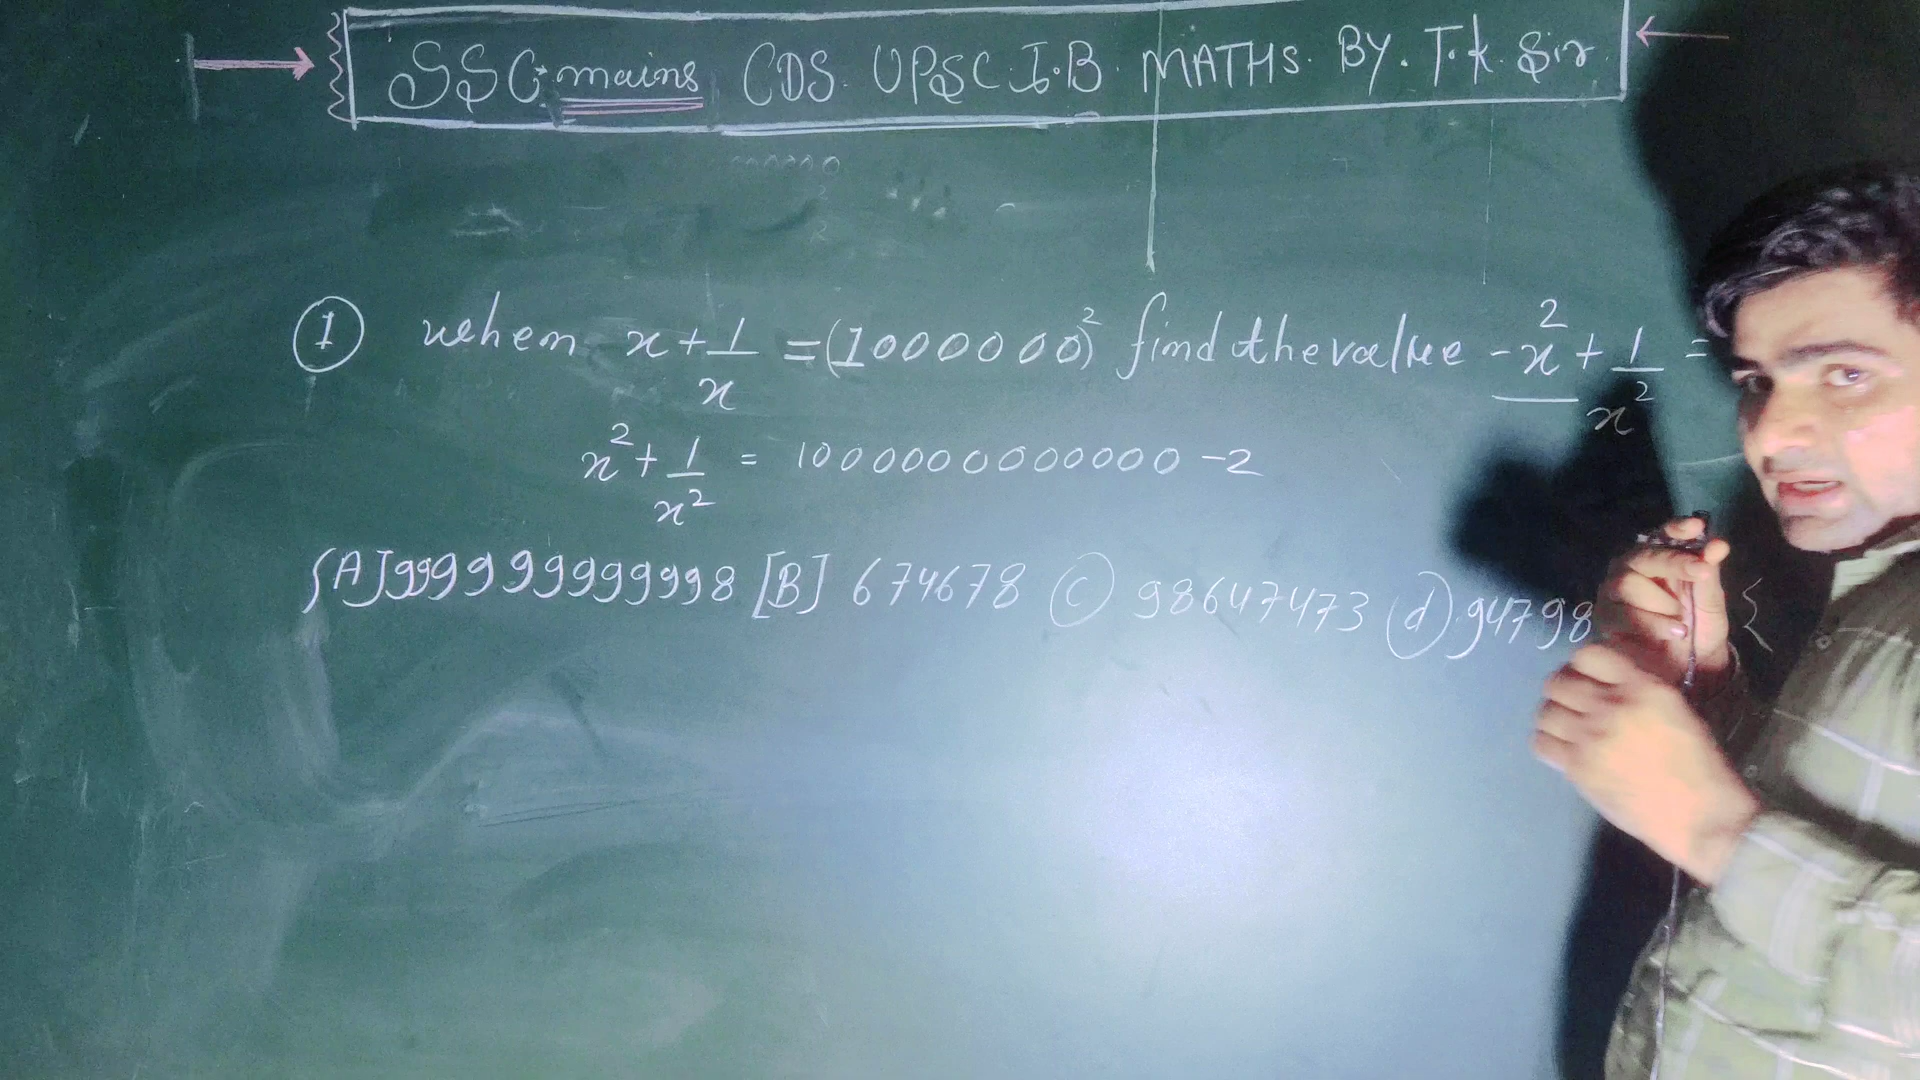 SSC mains CDS. UPSC I.B. MATHS. BY. T.K. Sir
① when x+1/x =(1000000)² find the value - x²+1/x² =
x²+1/x² = 1000000000000 -2
[A] 999999999998 [B] 674678 Ⓒ 98647473 ⓓ 94798